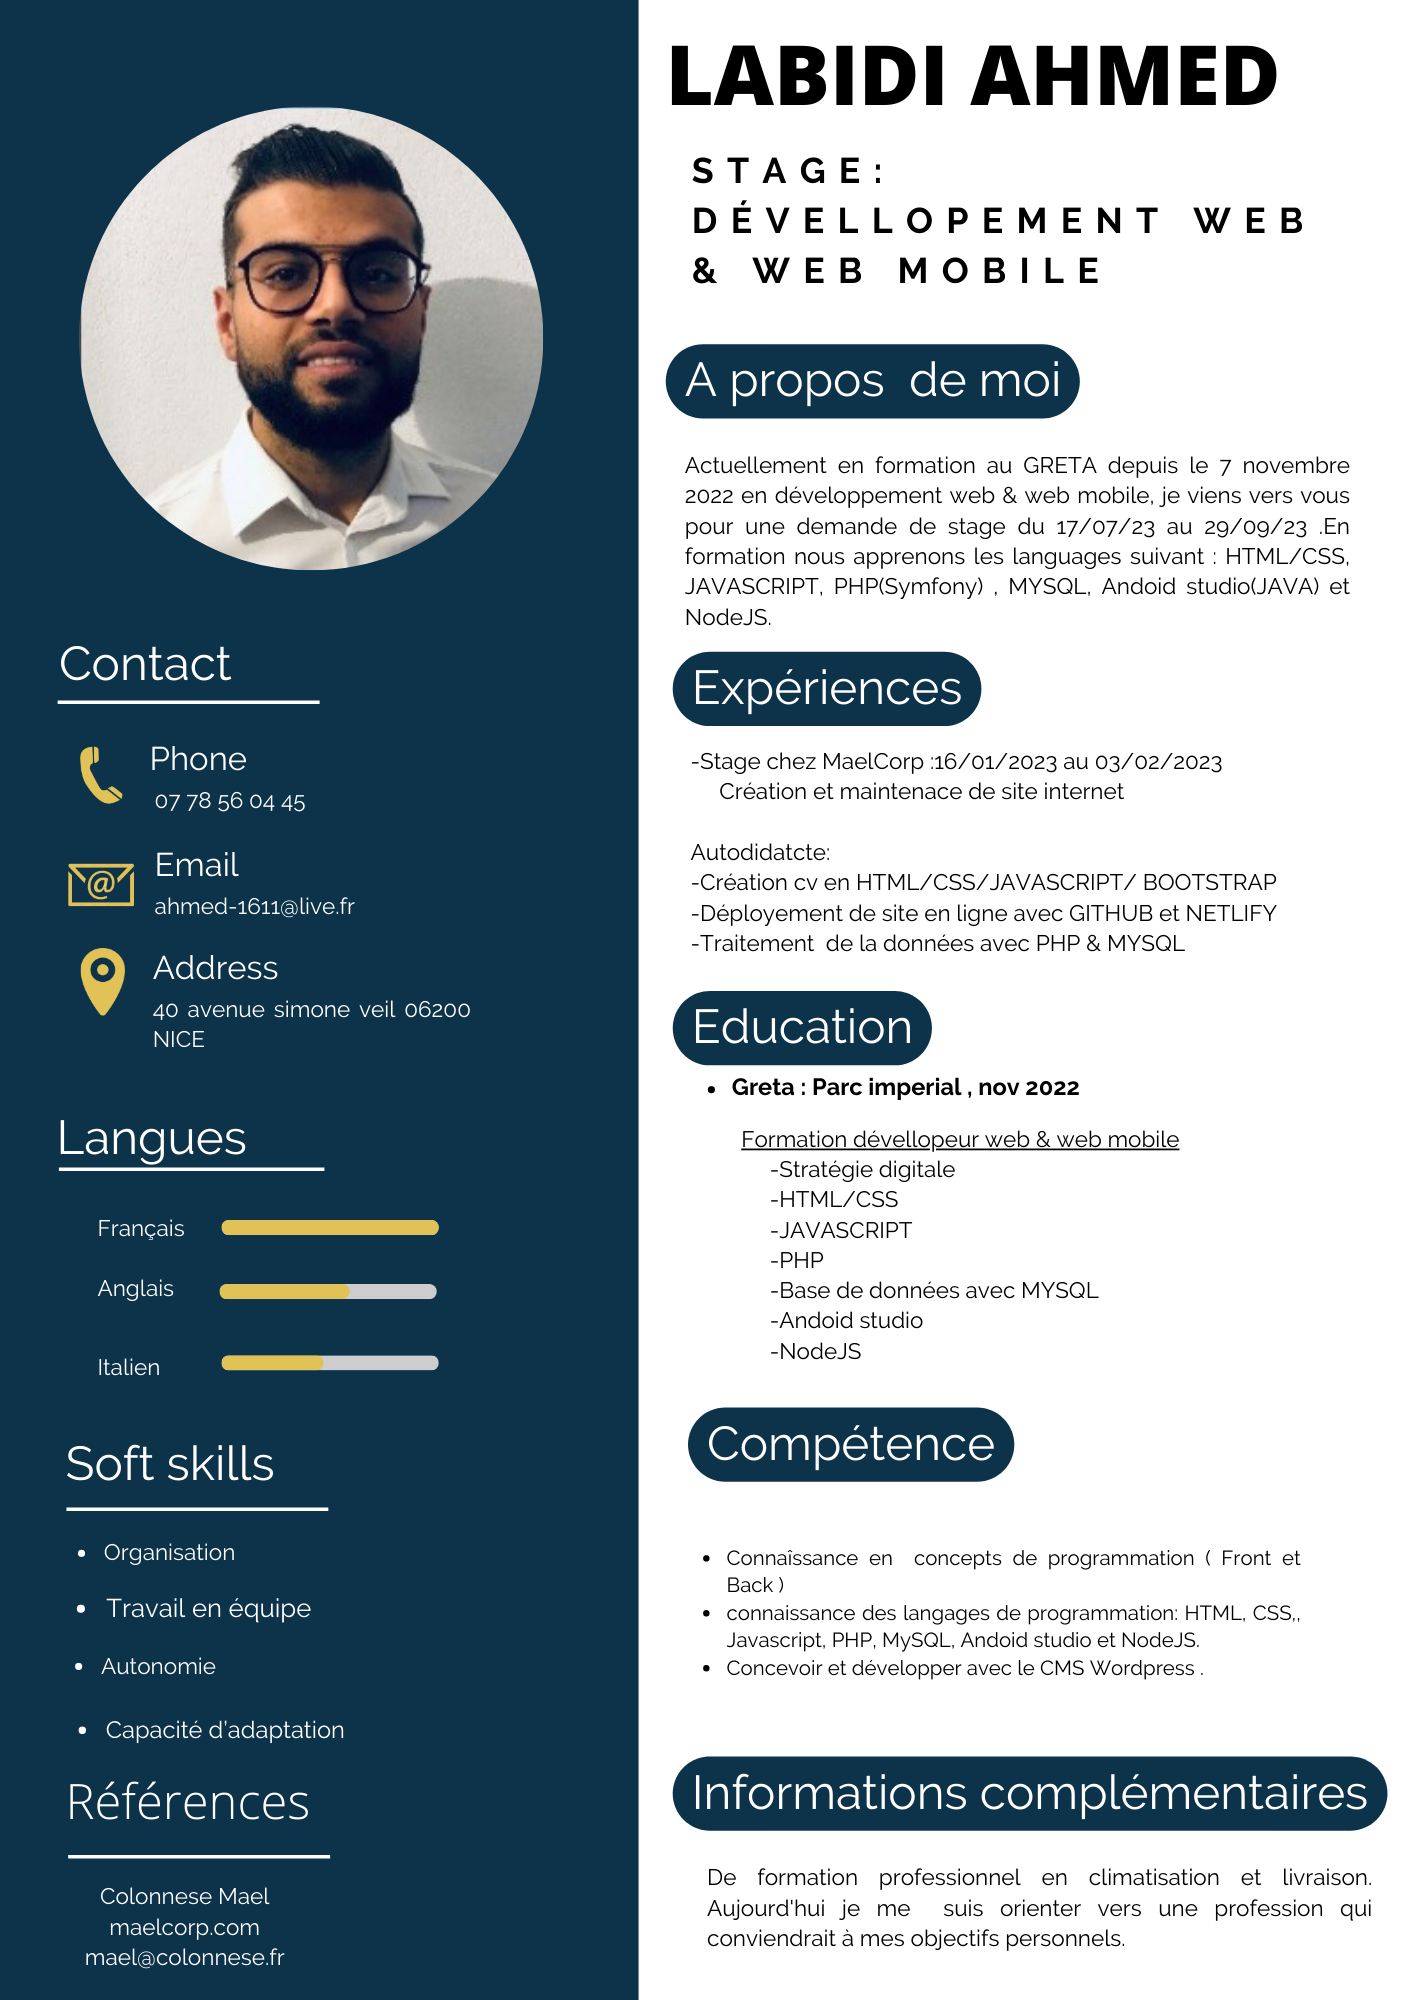 LABIDI AHMED
STAGE:
DÉVELLOPEMENT WEB
& WEB MOBILE
A propos de moi
Actuellement en formation au GRETA depuis le 7 novembre
2022 en développement web & web mobile, je viens vers vous
pour une demande de stage du 17/07/23 au 29/09/23 .En
formation nous apprenons les languages suivant : HTML/CSS,
JAVASCRIPT, PHP(Symfony) , MYSQL, Andoid studio(JAVA) et
NodeJS.
Expériences
-Stage chez MaelCorp :16/01/2023 au 03/02/2023
Création et maintenace de site internet
Autodidatcte:
-Création cv en HTML/CSS/JAVASCRIPT/ BOOTSTRAP
-Déployement de site en ligne avec GITHUB et NETLIFY
-Traitement de la données avec PHP & MYSQL
Education
• Greta : Parc imperial , nov 2022
Formation dévellopeur web & web mobile
-Stratégie digitale
-HTML/CSS
-JAVASCRIPT
-PHP
-Base de données avec MYSQL
-Andoid studio
-NodeJS
Compétence
• Connaîssance en concepts de programmation ( Front et
Back )
• connaissance des langages de programmation: HTML, CSS,,
Javascript, PHP, MySQL, Andoid studio et NodeJS.
• Concevoir et développer avec le CMS Wordpress .
Informations complémentaires
De formation professionnel en climatisation et livraison.
Aujourd'hui je me suis orienter vers une profession qui
conviendrait à mes objectifs personnels.
Contact
Phone
07 78 56 04 45
@
Email
ahmed-1611@live.fr
Address
40 avenue simone veil 06200
NICE
Langues
Français
Anglais
Italien
Soft skills
• Organisation
• Travail en équipe
• Autonomie
• Capacité d'adaptation
Références
Colonnese Mael
maelcorp.com
mael@colonnese.fr